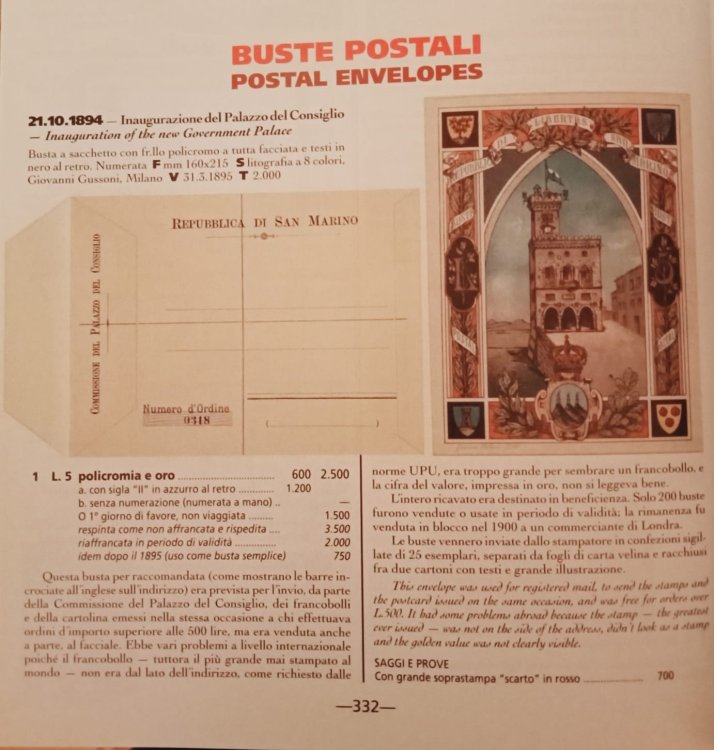 BUSTE POSTALI
POSTAL ENVELOPES
21.10.1894 — Inaugurazione del Palazzo del Consiglio
— Inauguration of the new Government Palace
Busta a sacchetto con fr.llo policromo a tutta facciata e testi in
nero al retro. Numerata F mm 160x215 S litografia a 8 colori,
Giovanni Gussoni, Milano V 31.3.1895 T 2.000
COMMISSIONE DEL PALAZZO DEL CONSIGLIO
REPUBBLICA DI SAN MARINO
Numero d'Ordine
0318
LIBERTAS
REPUBBLICA DI SAN MARINO
1 L. 5 policromia e oro ............................ 600 2.500
a. con sigla "II" in azzurro al retro ............ 1.200
b. senza numerazione (numerata a mano) .. —
O 1° giorno di favore, non viaggiata ......... 1.500
respinta come non affrancata e rispedita .... 3.500
riaffrancata in periodo di validità .............. 2.000
idem dopo il 1895 (uso come busta semplice) 750
Questa busta per raccomandata (come mostrano le barre in-
crociate all'inglese sull'indirizzo) era prevista per l'invio, da parte
della Commissione del Palazzo del Consiglio, dei francobolli
e della cartolina emessi nella stessa occasione a chi effettuava
ordini d'importo superiore alle 500 lire, ma era venduta anche
a parte, al facciale. Ebbe vari problemi a livello internazionale
poiché il francobollo — tuttora il più grande mai stampato al
mondo — non era dal lato dell'indirizzo, come richiesto dalle
norme UPU, era troppo grande per sembrare un francobollo, e
la cifra del valore, impressa in oro, non si leggeva bene.
L'intero ricavato era destinato in beneficienza. Solo 200 buste
furono vendute o usate in periodo di validità; la rimanenza fu
venduta in blocco nel 1900 a un commerciante di Londra.
Le buste vennero inviate dallo stampatore in confezioni sigil-
late di 25 esemplari, separati da fogli di carta velina e racchiusi
fra due cartoni con testi e grande illustrazione.
This envelope was used for registered mail, to send the stamps and
the postcard issued on the same occasion, and was free for orders over
L.500. It had some problems abroad because the stamp — the greatest
ever issued — was not on the side of the address, didn't look as a stamp
and the golden value was not clearly visible.
SAGGI E PROVE
Con grande soprastampa "scarto" in rosso .................... 700
—332—